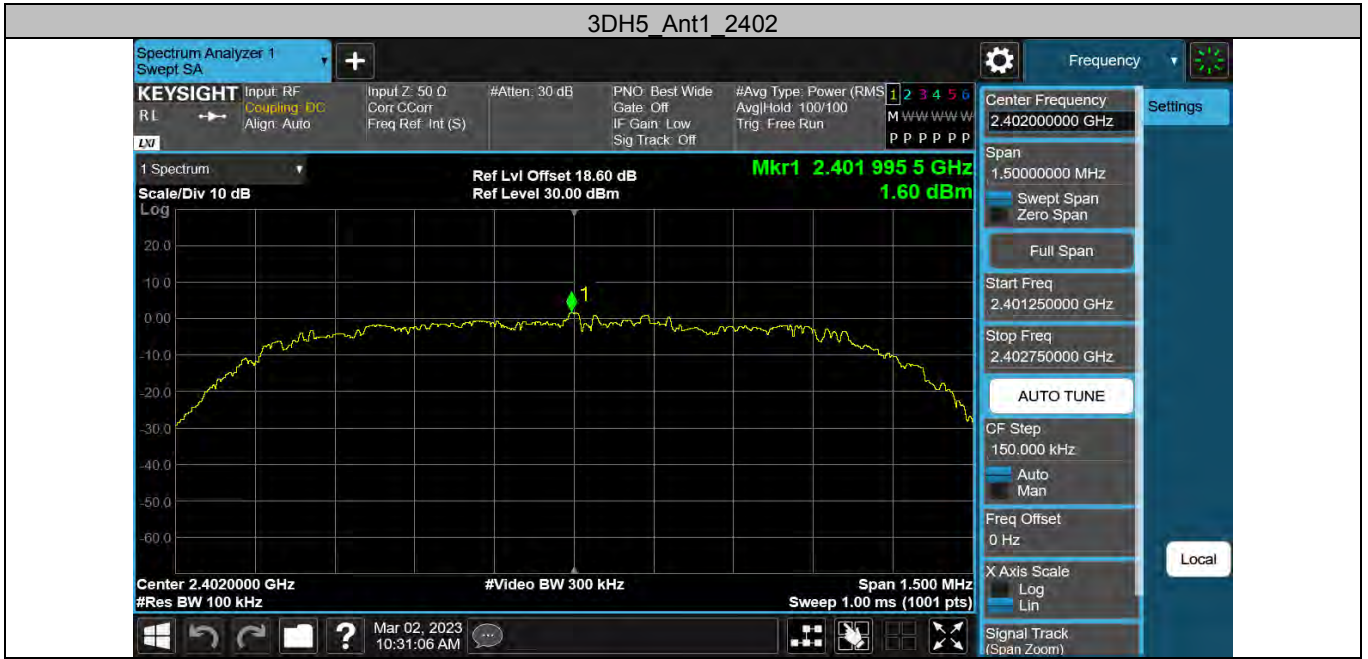 3DH5_Ant1_2402
Spectrum Analyzer 1
Swept SA
+
Frequency
KEYSIGHT
RL
LXI
Input: RF
Coupling: DC
Align: Auto
Input Z: 50 Ω
Corr CCorr
Freq Ref: Int (S)
#Atten: 30 dB
PNO: Best Wide
Gate: Off
IF Gain: Low
Sig Track: Off
#Avg Type: Power (RMS
Avg|Hold: 100/100
Trig: Free Run
1 2 3 4 5 6
M W W W W W
P P P P P P
Center Frequency
2.402000000 GHz
Settings
1 Spectrum
Scale/Div 10 dB
Ref Lvl Offset 18.60 dB
Ref Level 30.00 dBm
Mkr1 2.401 995 5 GHz
1.60 dBm
Log
20.0
10.0
0.00
-10.0
-20.0
-30.0
-40.0
-50.0
-60.0
1
Center 2.4020000 GHz
#Res BW 100 kHz
#Video BW 300 kHz
Span 1.500 MHz
Sweep 1.00 ms (1001 pts)
Span
1.50000000 MHz
Swept Span
Zero Span
Full Span
Start Freq
2.401250000 GHz
Stop Freq
2.402750000 GHz
AUTO TUNE
CF Step
150.000 kHz
Auto
Man
Freq Offset
0 Hz
X Axis Scale
Log
Lin
Signal Track
(Span Zoom)
Local
?
Mar 02, 2023
10:31:06 AM